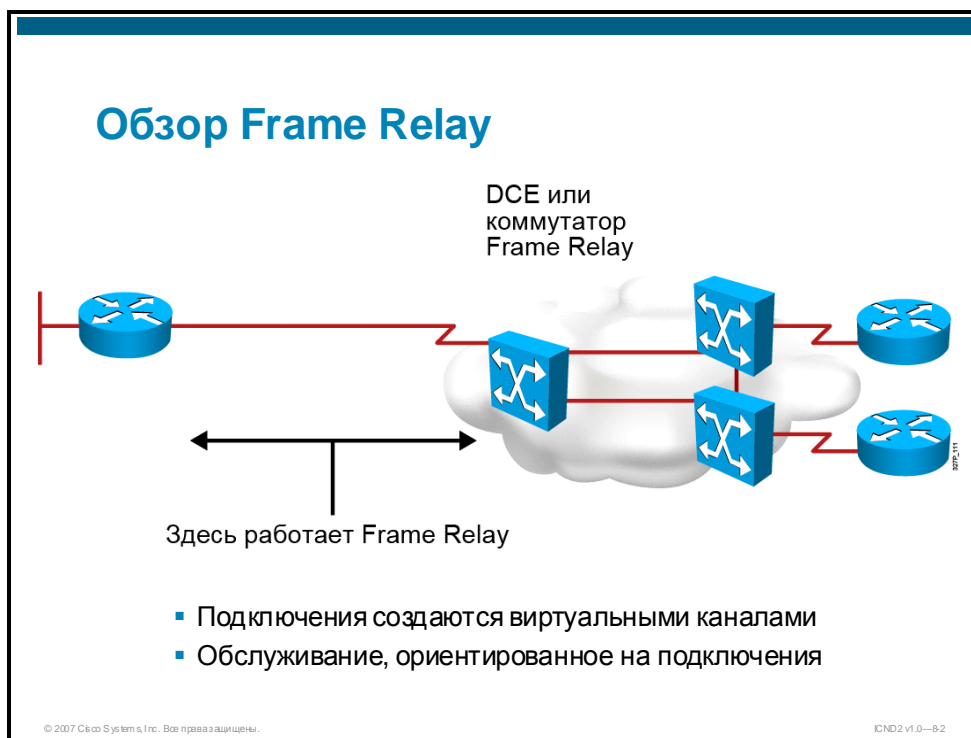 Обзор Frame Relay
DCE или
коммутатор
Frame Relay
327P_111
Здесь работает Frame Relay
Подключения создаются виртуальными каналами
Обслуживание, ориентированное на подключения
© 2007 Cisco Systems, Inc. Все права защищены.
ICND2 v1.0—8-2